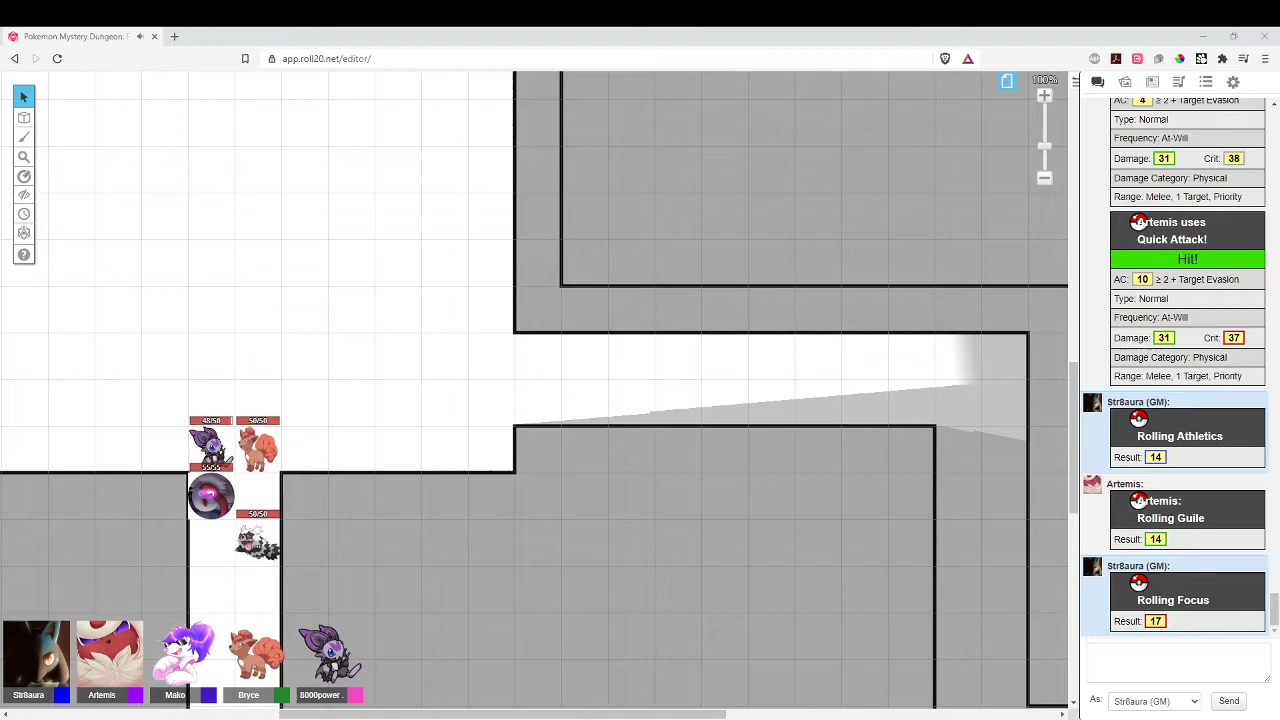 Pokemon Mystery Dungeon: F
app.roll20.net/editor/
100%
AC: 4 ≥ 2 + Target Evasion
Type: Normal
Frequency: At-Will
Damage: 31 Crit: 38
Damage Category: Physical
Range: Melee, 1 Target, Priority
Artemis uses
Quick Attack!
Hit!
AC: 10 ≥ 2 + Target Evasion
Type: Normal
Frequency: At-Will
Damage: 31 Crit: 37
Damage Category: Physical
Range: Melee, 1 Target, Priority
Str8aura (GM):
Rolling Athletics
Result: 14
Artemis:
Artemis:
Rolling Guile
Result: 14
Str8aura (GM):
Rolling Focus
Result: 17
As: Str8aura (GM) Send
48/50 50/50
55/55
50/50
Str8aura Artemis Mako Bryce 8000power .